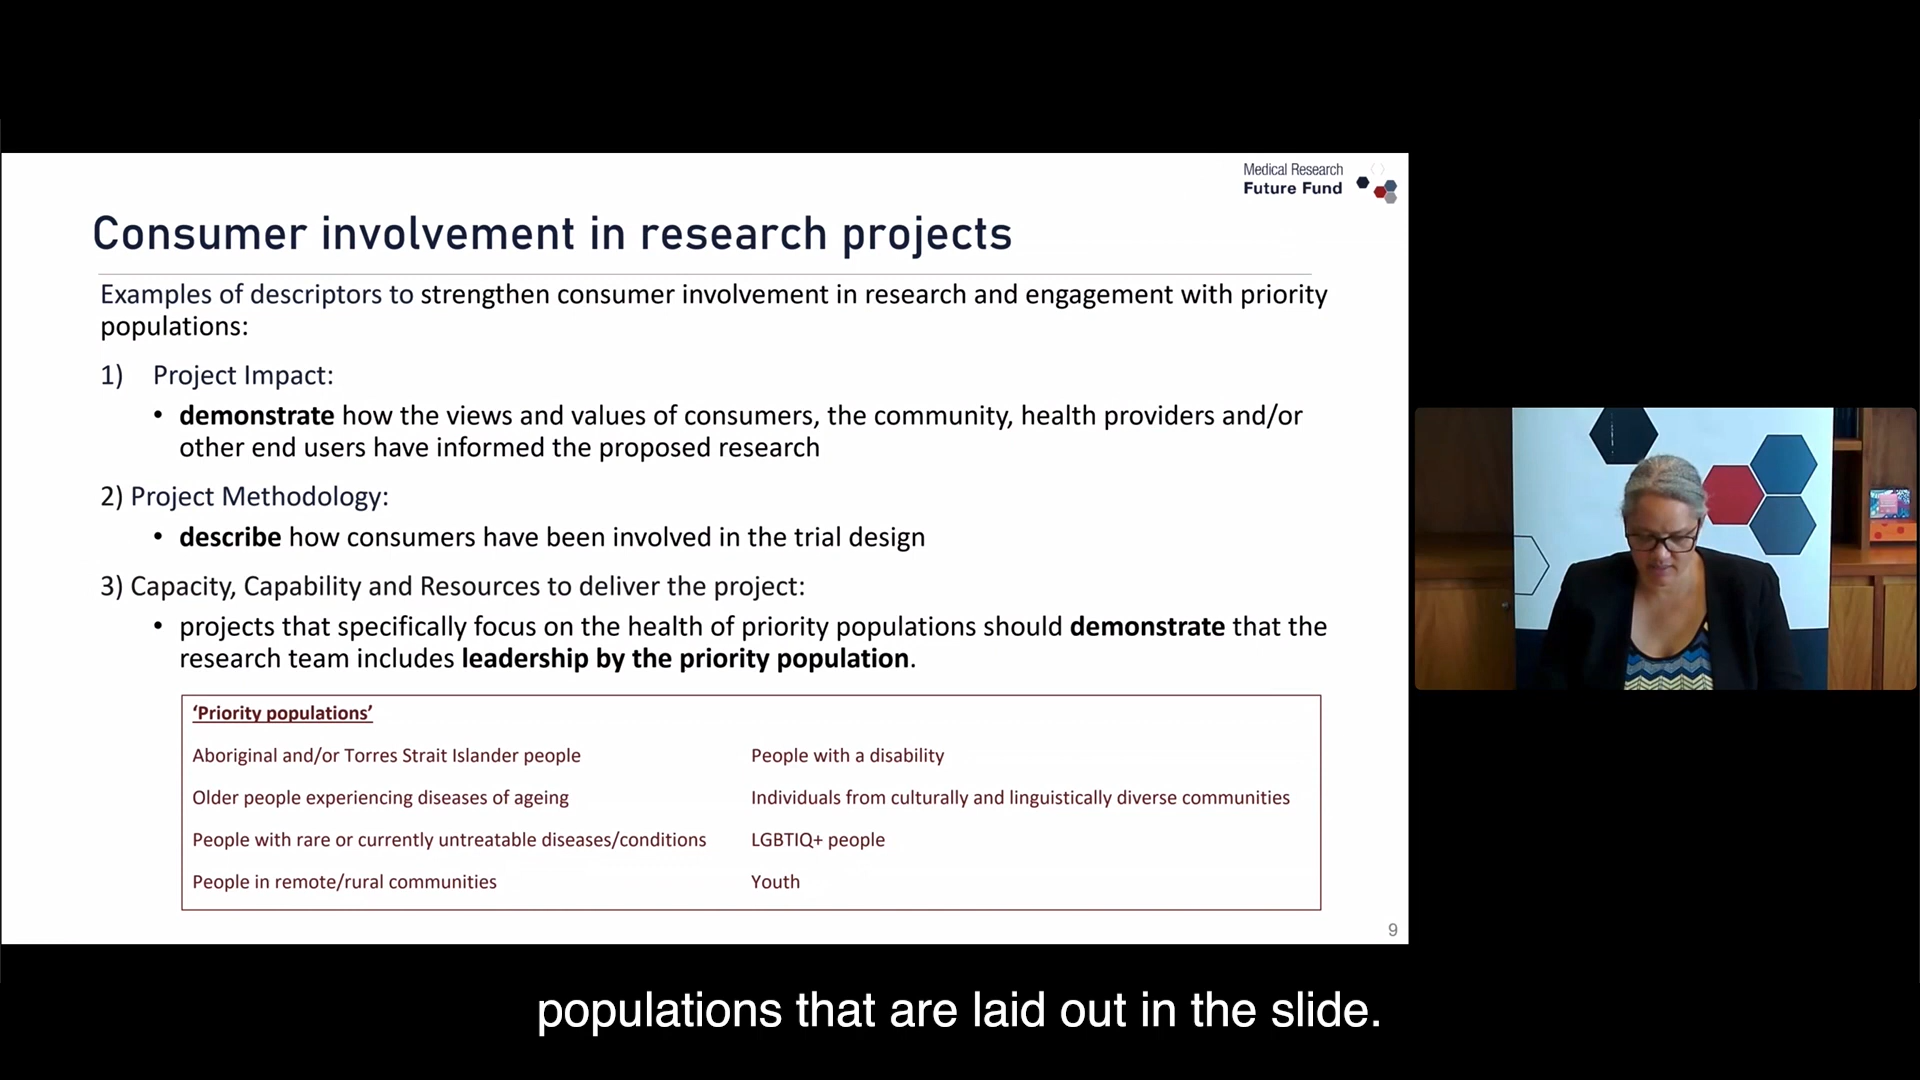 Medical Research
Future Fund
Consumer involvement in research projects
Examples of descriptors to strengthen consumer involvement in research and engagement with priority
populations:
1) Project Impact:
• demonstrate how the views and values of consumers, the community, health providers and/or
other end users have informed the proposed research
2) Project Methodology:
• describe how consumers have been involved in the trial design
3) Capacity, Capability and Resources to deliver the project:
• projects that specifically focus on the health of priority populations should demonstrate that the
research team includes leadership by the priority population.
‘Priority populations’
Aboriginal and/or Torres Strait Islander people
People with a disability
Older people experiencing diseases of ageing
Individuals from culturally and linguistically diverse communities
People with rare or currently untreatable diseases/conditions
LGBTIQ+ people
People in remote/rural communities
Youth
9
populations that are laid out in the slide.